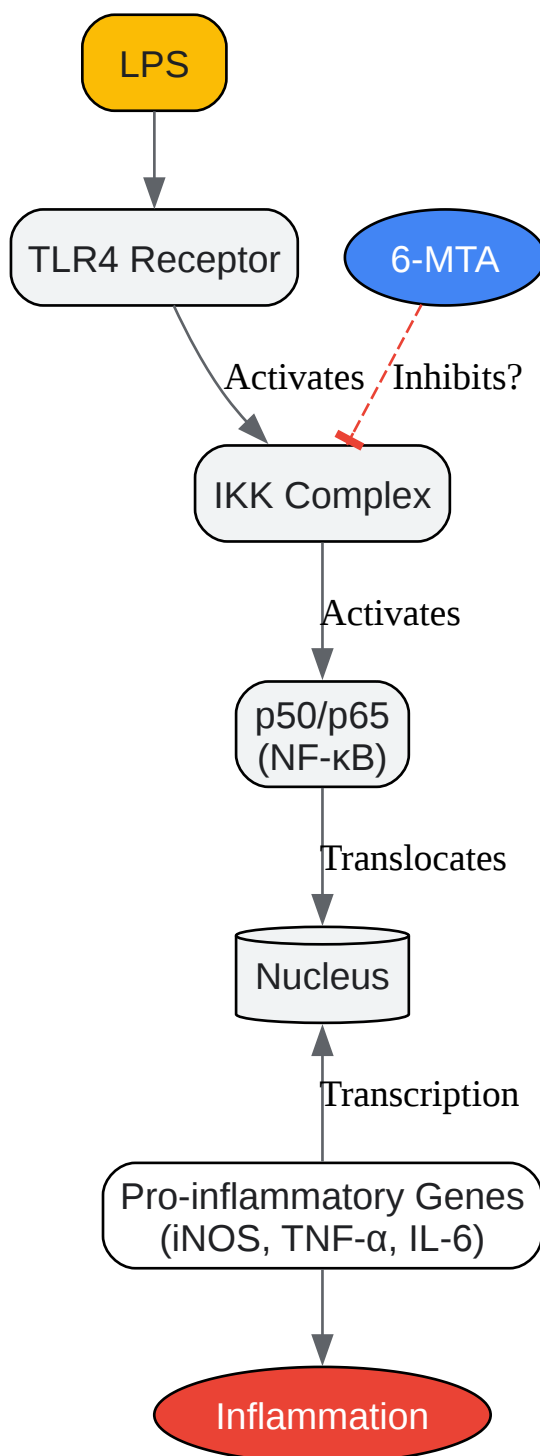 LPS
TLR4 Receptor
6-MTA
Activates
Inhibits?
IKK Complex
Activates
p50/p65
(NF-κB)
Translocates
Nucleus
Transcription
Pro-inflammatory Genes
(iNOS, TNF-α, IL-6)
Inflammation